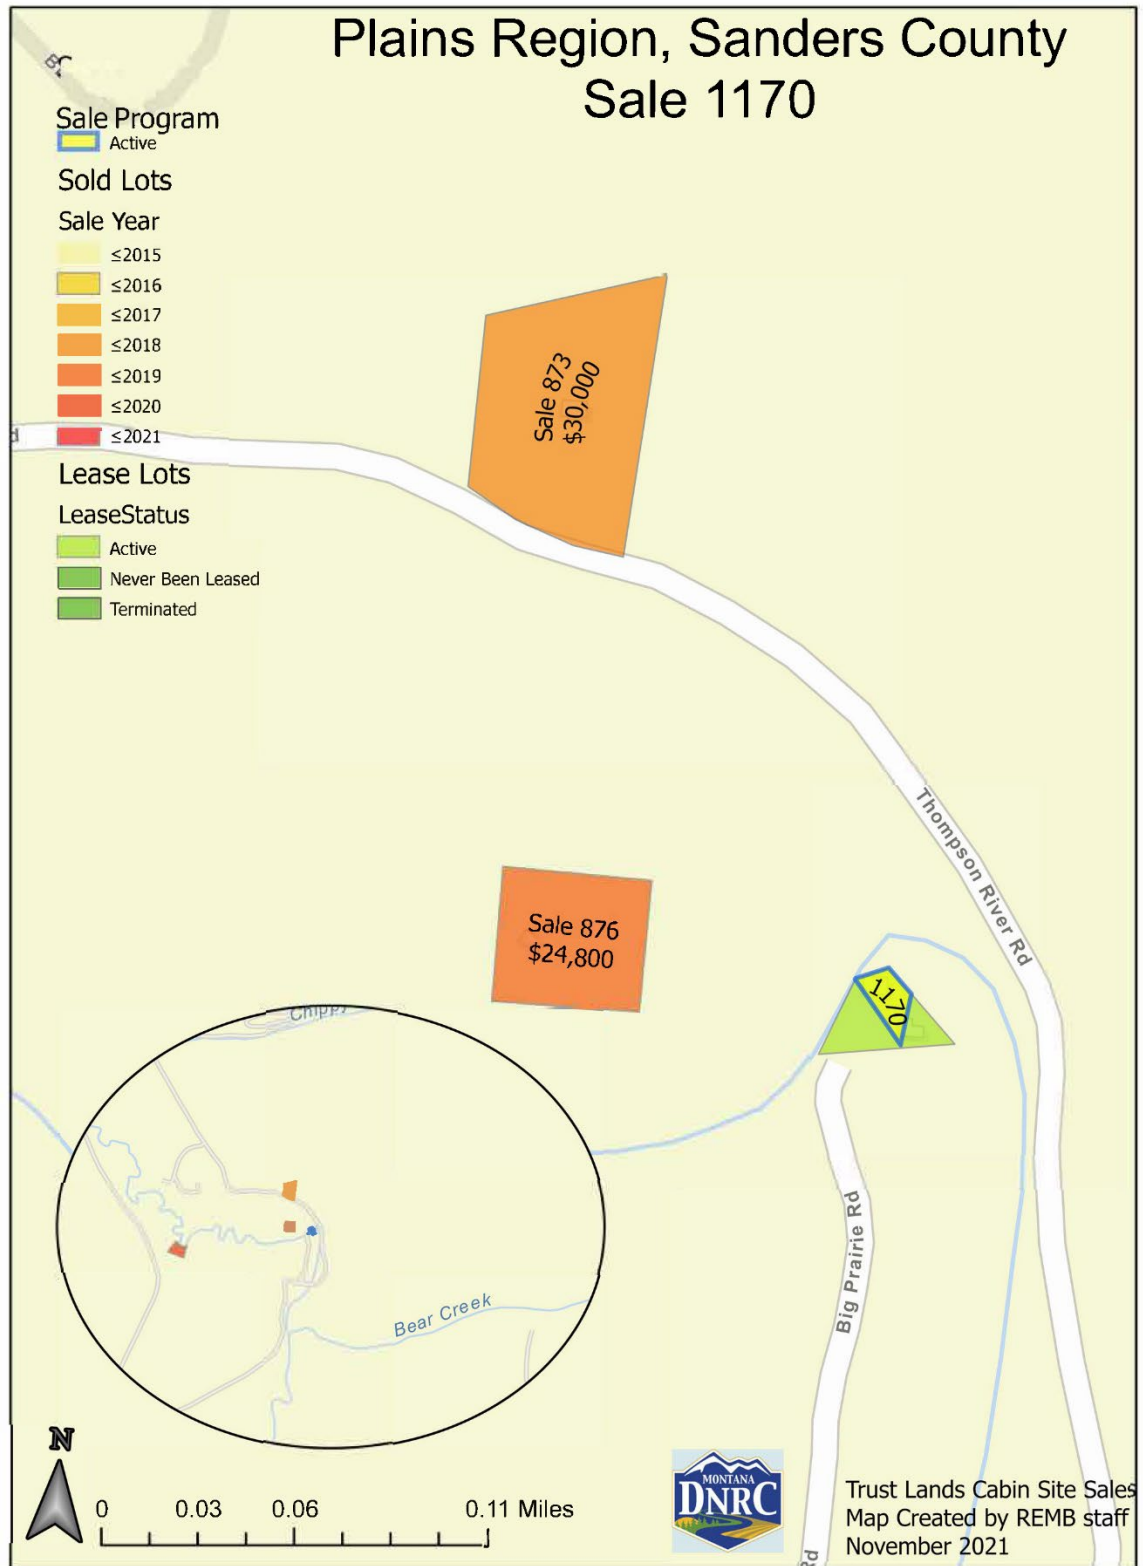 Plains Region, Sanders County
Sale 1170
Sale Program
Active
Sold Lots
Sale Year
≤2015
≤2016
≤2017
≤2018
≤2019
≤2020
≤2021
Lease Lots
LeaseStatus
Active
Never Been Leased
Terminated
Sale 873
$30,000
Thompson River Rd
Sale 876
$24,800
1170
Chippy
Big Prairie Rd
Bear Creek
N
0 0.03 0.06 0.11 Miles
MONTANA
DNRC
Trust Lands Cabin Site Sales
Map Created by REMB staff
November 2021
Rd